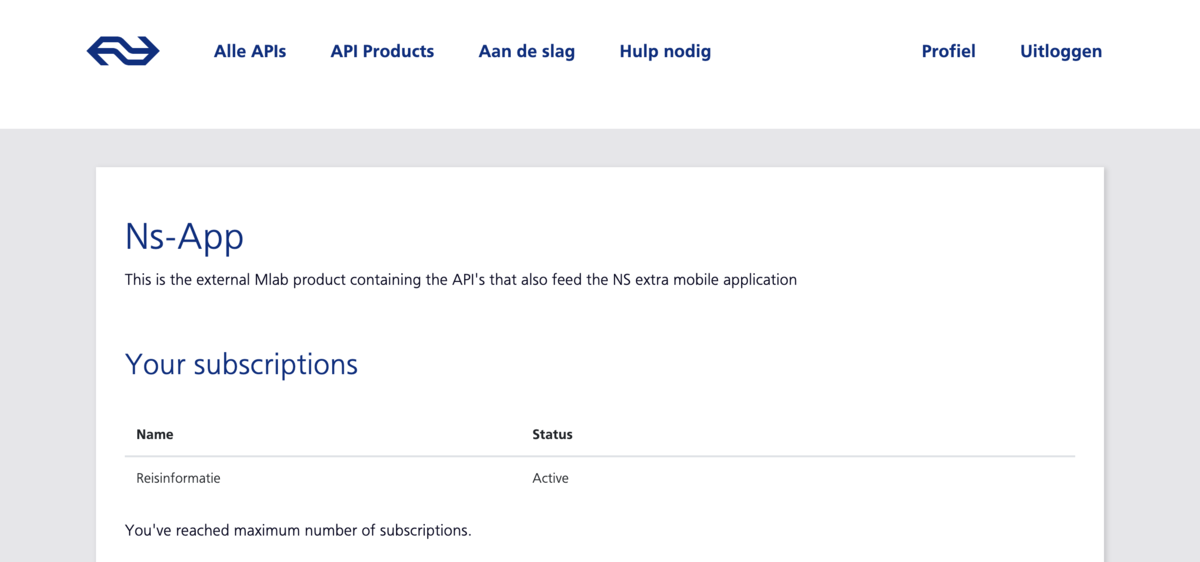 Alle APIs API Products Aan de slag Hulp nodig Profiel Uitloggen
Ns-App
This is the external Mlab product containing the API's that also feed the NS extra mobile application
Your subscriptions
Name Status
Reisinformatie Active
You've reached maximum number of subscriptions.